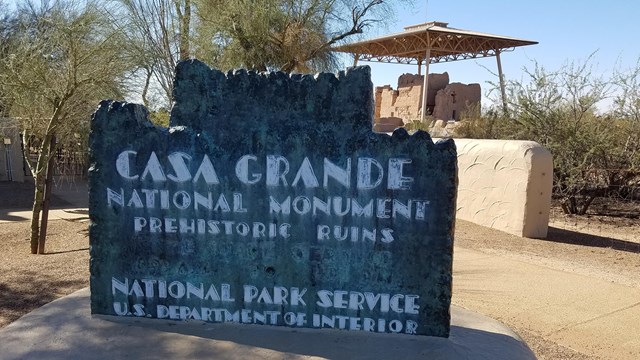 CASA GRANDE
NATIONAL MONUMENT
PREHISTORIC RUINS
NATIONAL PARK SERVICE
U.S. DEPARTMENT OF INTERIOR